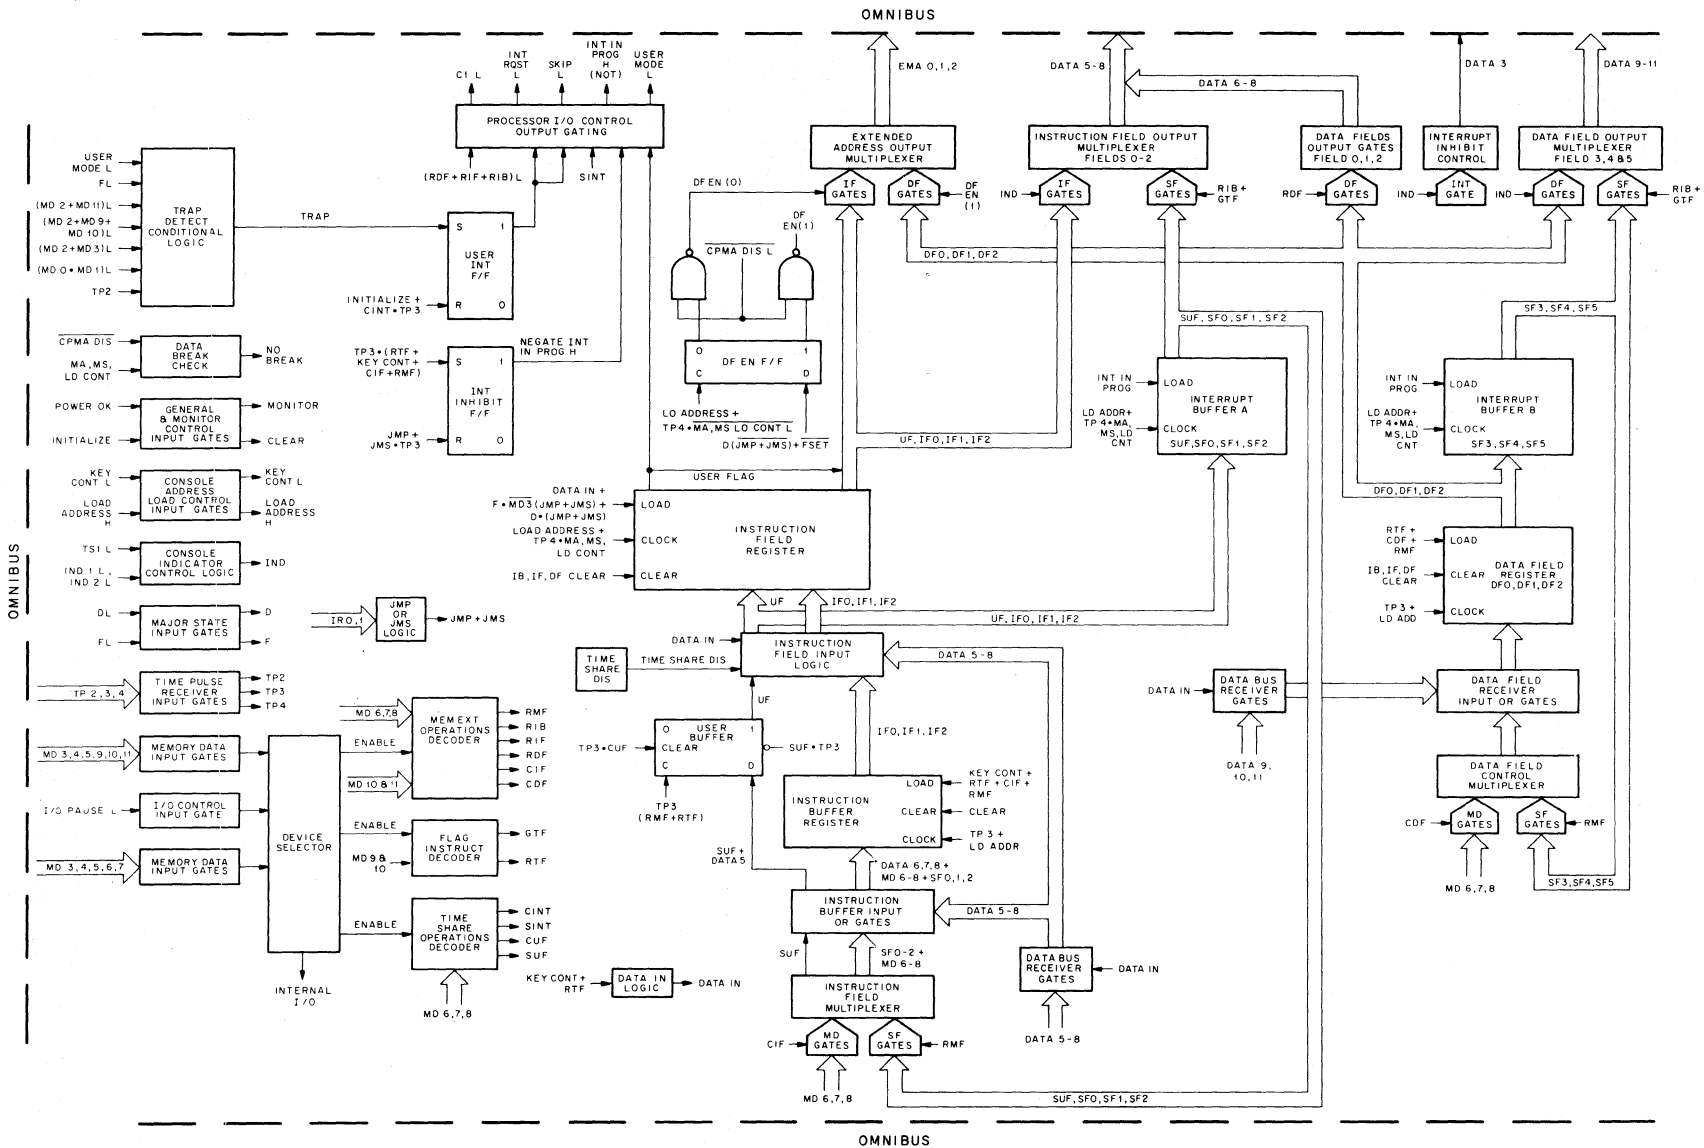 OMNIBUS
INT
RQST
L
INT IN
PROG
H
(NOT)
USER
MODE
L
C1 L
SKIP
L
EMA 0,1,2
DATA 5-8
DATA 6-8
DATA 3
DATA 9-11
PROCESSOR I/O CONTROL
OUTPUT GATING
EXTENDED
ADDRESS OUTPUT
MULTIPLEXER
INSTRUCTION FIELD OUTPUT
MULTIPLEXER
FIELDS 0-2
DATA FIELDS
OUTPUT GATES
FIELD 0,1,2
INTERRUPT
INHIBIT
CONTROL
DATA FIELD OUTPUT
MULTIPLEXER
FIELD 3,4 & 5
(RDF+RIF+RIB) L
SINT
DF EN (0)
IF
GATES
DF
GATES
DF
EN
(1)
IND
IF
GATES
SF
GATES
RIB +
GTF
RDF
DF
GATES
IND
INT
GATE
IND
DF
GATES
SF
GATES
RIB +
GTF
USER
MODE L
FL
(MD 2 + MD 11) L
(MD 2 + MD 9 +
MD 10) L
(MD 2 + MD 3) L
(MD 0 • MD 1) L
TP2
TRAP
DETECT
CONDITIONAL
LOGIC
TRAP
S 1
USER
INT
F/F
R 0
INITIALIZE +
CINT • TP3
DF
EN(1)
CPMA DIS L
DF0, DF1, DF2
SUF, SF0, SF1, SF2
SF3, SF4, SF5
CPMA DIS
MA, MS,
LD CONT
DATA
BREAK
CHECK
NO
BREAK
TP3 • (RTF +
KEY CONT +
CIF + RMF)
S 1
INT
INHIBIT
F/F
R 0
JMP +
JMS • TP3
NEGATE INT
IN PROG H
0 1
DF EN F/F
C D
LO ADDRESS +
TP4 • MA, MS LO CONT L
D(JMP+JMS) + FSET
POWER OK
INITIALIZE
GENERAL
& MONITOR
CONTROL
INPUT GATES
MONITOR
CLEAR
INT IN
PROG
LD ADDR +
TP 4 • MA,
MS, LD
CNT
LOAD
INTERRUPT
BUFFER A
CLOCK
SUF, SF0, SF1, SF2
INT IN
PROG
LD ADDR +
TP 4 • MA,
MS, LD
CNT
LOAD
INTERRUPT
BUFFER B
CLOCK
SF3, SF4, SF5
UF, IF0, IF1, IF2
USER FLAG
DF0, DF1, DF2
KEY
CONT L
LOAD
ADDRESS
H
CONSOLE
ADDRESS
LOAD CONTROL
INPUT GATES
KEY
CONT L
LOAD
ADDRESS
H
DATA IN +
F • MD3 (JMP + JMS) +
D • (JMP + JMS)
LOAD ADDRESS +
TP4 • MA, MS,
LD CONT
IB, IF, DF CLEAR
LOAD
CLOCK
CLEAR
INSTRUCTION
FIELD
REGISTER
RTF +
CDF +
RMF
IB, IF, DF
CLEAR
TP3 +
LD ADD
LOAD
CLEAR
CLOCK
DATA FIELD
REGISTER
DF0, DF1, DF2
OMNIBUS
TS1 L
IND 1 L,
IND 2 L
CONSOLE
INDICATOR
CONTROL LOGIC
IND
UF
IF0, IF1, IF2
UF, IF0, IF1, IF2
DL
FL
MAJOR STATE
INPUT GATES
D
F
IR0, 1
JMP
OR
JMS
LOGIC
JMP + JMS
DATA IN
INSTRUCTION
FIELD INPUT
LOGIC
DATA 5-8
TIME
SHARE
DIS
TIME SHARE DIS
TP 2, 3, 4
TIME PULSE
RECEIVER
INPUT GATES
TP2
TP3
TP4
DATA IN
DATA BUS
RECEIVER
GATES
DATA 9,
10, 11
DATA FIELD
RECEIVER
INPUT OR GATES
MD 6,7,8
ENABLE
MD 10 & 11
MEM EXT
OPERATIONS
DECODER
RMF
RIB
RIF
RDF
CIF
CDF
UF
0 USER 1
BUFFER
CLEAR
C D
TP3 • CUF
SUF • TP3
TP3
(RMF+RTF)
IF0, IF1, IF2
MD 3,4,5,9,10,11
MEMORY DATA
INPUT GATES
DATA FIELD
CONTROL
MULTIPLEXER
CDF
MD
GATES
SF
GATES
RMF
MD 6,7,8
SF3, SF4, SF5
INSTRUCTION
BUFFER
REGISTER
LOAD
CLEAR
CLOCK
KEY CONT +
RTF + CIF +
RMF
CLEAR
TP 3 +
LD ADDR
I/O PAUSE L
I/O CONTROL
INPUT GATE
DEVICE
SELECTOR
ENABLE
MD 9 &
10
FLAG
INSTRUCT
DECODER
GTF
RTF
MD 3,4,5,6,7
MEMORY DATA
INPUT GATES
SUF +
DATA 5
DATA 6,7,8 +
MD 6-8 + SF0,1,2
INSTRUCTION
BUFFER INPUT
OR GATES
DATA 5-8
ENABLE
TIME
SHARE
OPERATIONS
DECODER
CINT
SINT
CUF
SUF
MD 6,7,8
INTERNAL
I/O
KEY CONT +
RTF
DATA IN
LOGIC
DATA IN
SUF
SF0-2 +
MD 6-8
INSTRUCTION
FIELD
MULTIPLEXER
DATA BUS
RECEIVER
GATES
DATA IN
DATA 5-8
CIF
MD
GATES
SF
GATES
RMF
MD 6,7,8
SUF, SF0, SF1, SF2
OMNIBUS